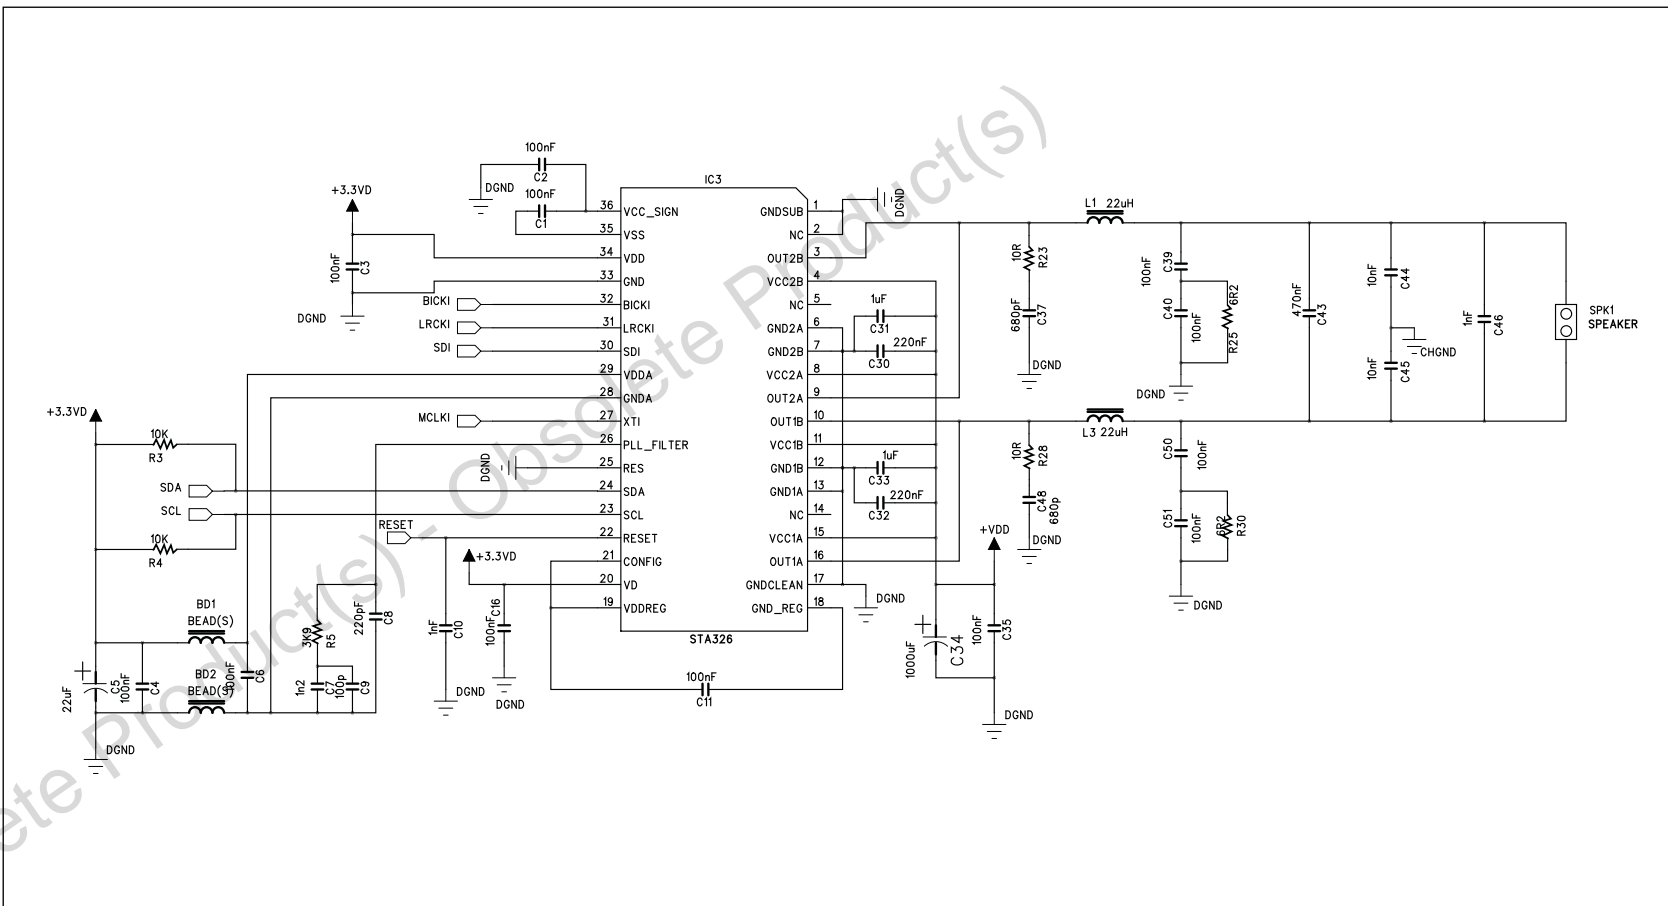 Obsolete Product(s) - Obsolete Product(s)
100nF
C2
DGND
100nF
C1
+3.3VD
100nF
C3
DGND
BICKI
LRCKI
SDI
MCLKI
+3.3VD
10K
R3
SDA
SCL
10K
R4
DGND
RESET
+3.3VD
BD1
BEAD(S)
BD2
BEAD(S)
22uF
C5
100nF
C4
100nF
C6
DGND
3K9
R5
220pF
C8
1n2
C7
100p
C9
1nF
C10
DGND
100nF
C16
DGND
100nF
C11
IC3
36 VCC_SIGN
35 VSS
34 VDD
33 GND
32 BICKI
31 LRCKI
30 SDI
29 VDDA
28 GNDA
27 XTI
26 PLL_FILTER
25 RES
24 SDA
23 SCL
22 RESET
21 CONFIG
20 VD
19 VDDREG
GNDSUB 1
NC 2
OUT2B 3
VCC2B 4
NC 5
GND2A 6
GND2B 7
VCC2A 8
OUT2A 9
OUT1B 10
VCC1B 11
GND1B 12
GND1A 13
NC 14
VCC1A 15
OUT1A 16
GNDCLEAN 17
GND_REG 18
STA326
DGND
1uF
C31
220nF
C30
1uF
C33
220nF
C32
DGND
+VDD
1000uF
C34
100nF
C35
DGND
10R
R23
680pF
C37
DGND
10R
R28
C48
680p
DGND
L1 22uH
L3 22uH
100nF
C39
C40
100nF
6R2
R25
DGND
C50
100nF
C51
100nF
6R2
R30
DGND
470nF
C43
10nF
C44
CHGND
10nF
C45
1nF
C46
SPK1
SPEAKER